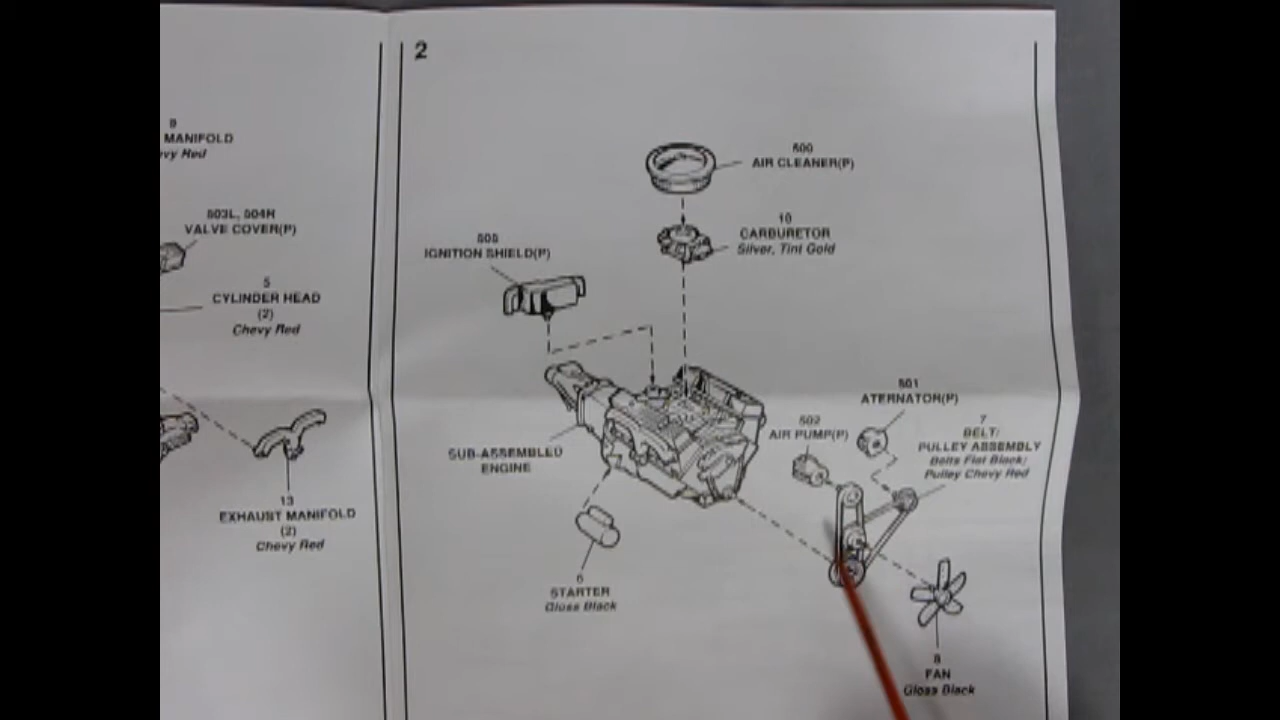 9
MANIFOLD
vy Red
503L, 504R
VALVE COVER(P)
5
CYLINDER HEAD
(2)
Chevy Red
13
EXHAUST MANIFOLD
(2)
Chevy Red
2
500
AIR CLEANER(P)
10
CARBURETOR
Silver, Tint Gold
505
IGNITION SHIELD(P)
SUB-ASSEMBLED
ENGINE
6
STARTER
Gloss Black
502
AIR PUMP(P)
501
ATERNATOR(P)
7
BELT/
PULLEY ASSEMBLY
Belts Flat Black;
Pulley Chevy Red
8
FAN
Gloss Black